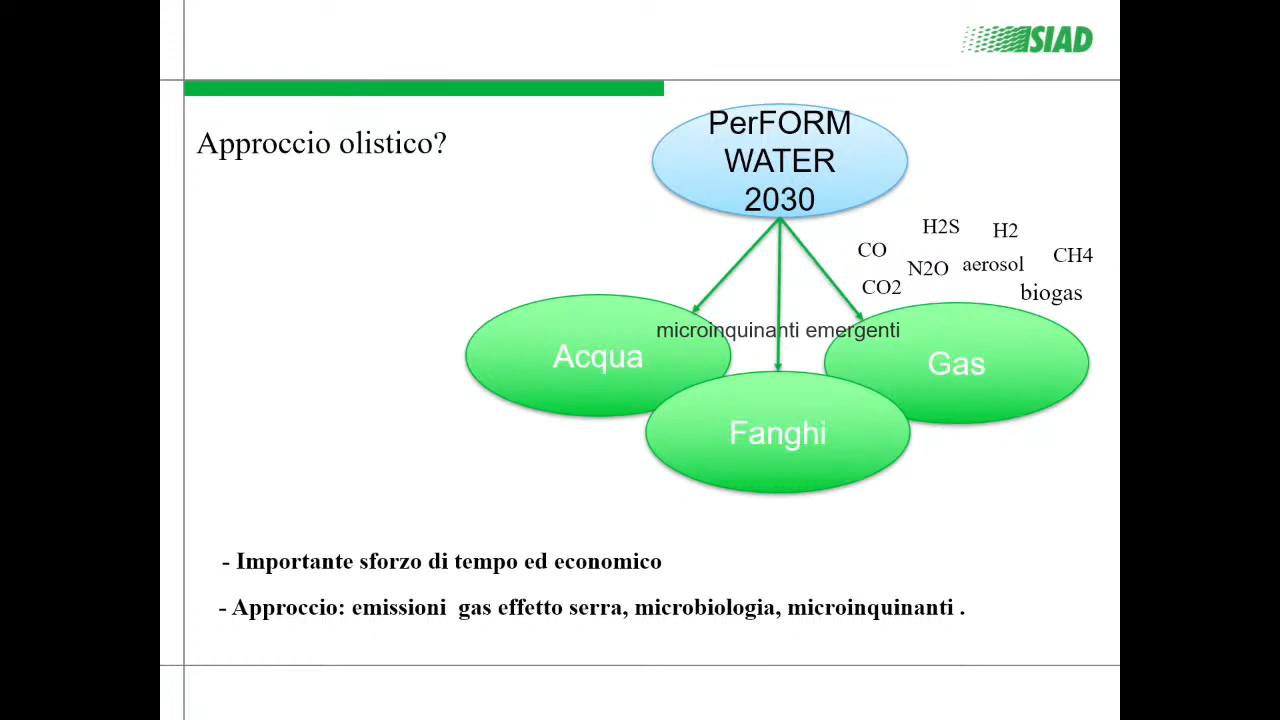 SIAD
Approccio olistico?
PerFORM
WATER
2030
H2S
H2
CO
CH4
N2O
aerosol
CO2
biogas
microinquinanti emergenti
Acqua
Gas
Fanghi
- Importante sforzo di tempo ed economico
- Approccio: emissioni  gas effetto serra, microbiologia, microinquinanti .